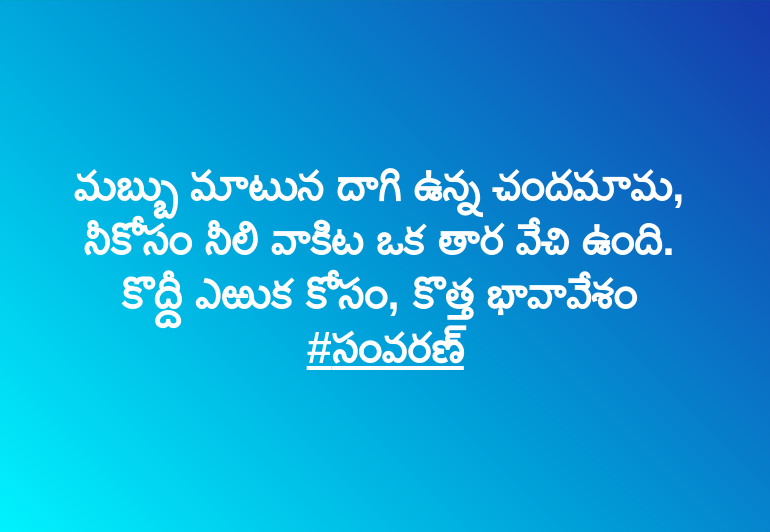 మబ్బు మాటున దాగి ఉన్న చందమామ,
నీకోసం నీలి వాకిట ఒక తార వేచి ఉంది.
కొద్దీ ఎఱుక కోసం, కొత్త భావావేశం
#సంవరణ్